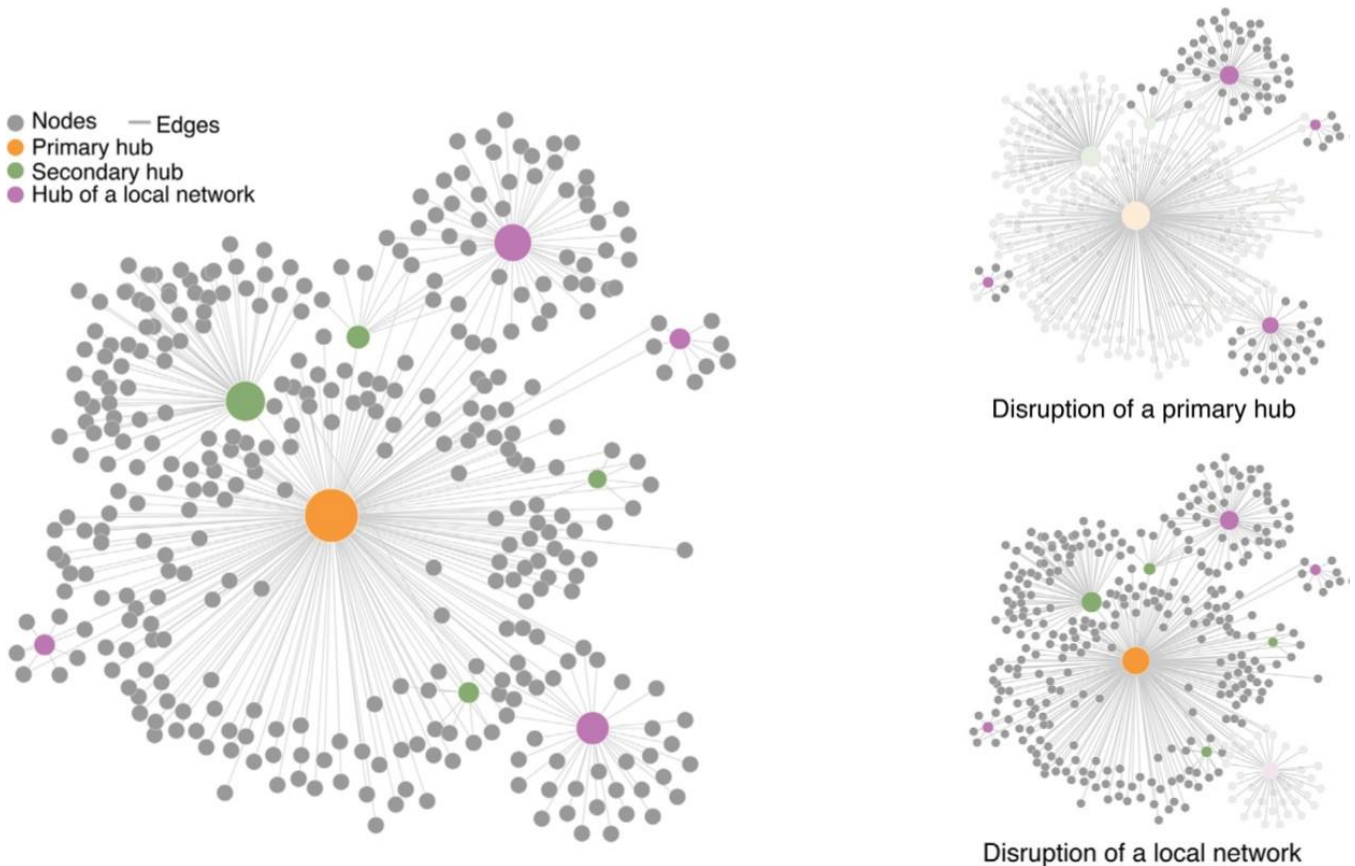 Nodes
Edges
Primary hub
Secondary hub
Hub of a local network
Disruption of a primary hub
Disruption of a local network